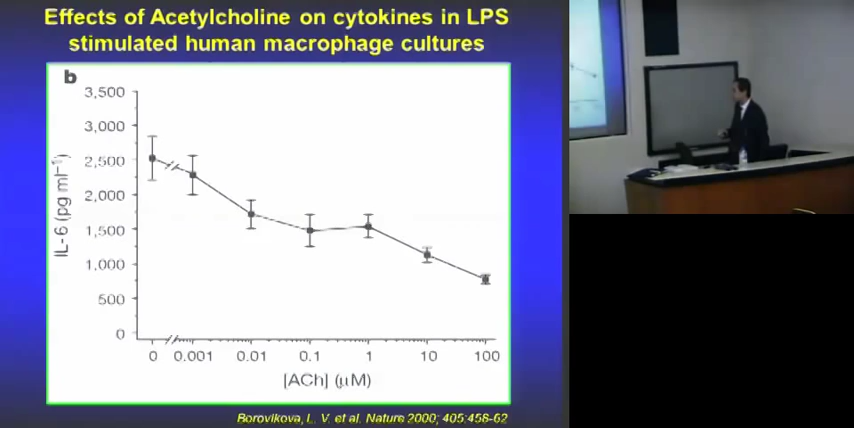 Effects of Acetylcholine on cytokines in LPS
stimulated human macrophage cultures
b
3,500
3,000
2,500
2,000
1,500
1,000
500
0
IL-6 (pg ml⁻¹)
0 0.001 0.01 0.1 1 10 100
[ACh] (μM)
Borovikova, L. V. et al. Nature 2000; 405:458-62